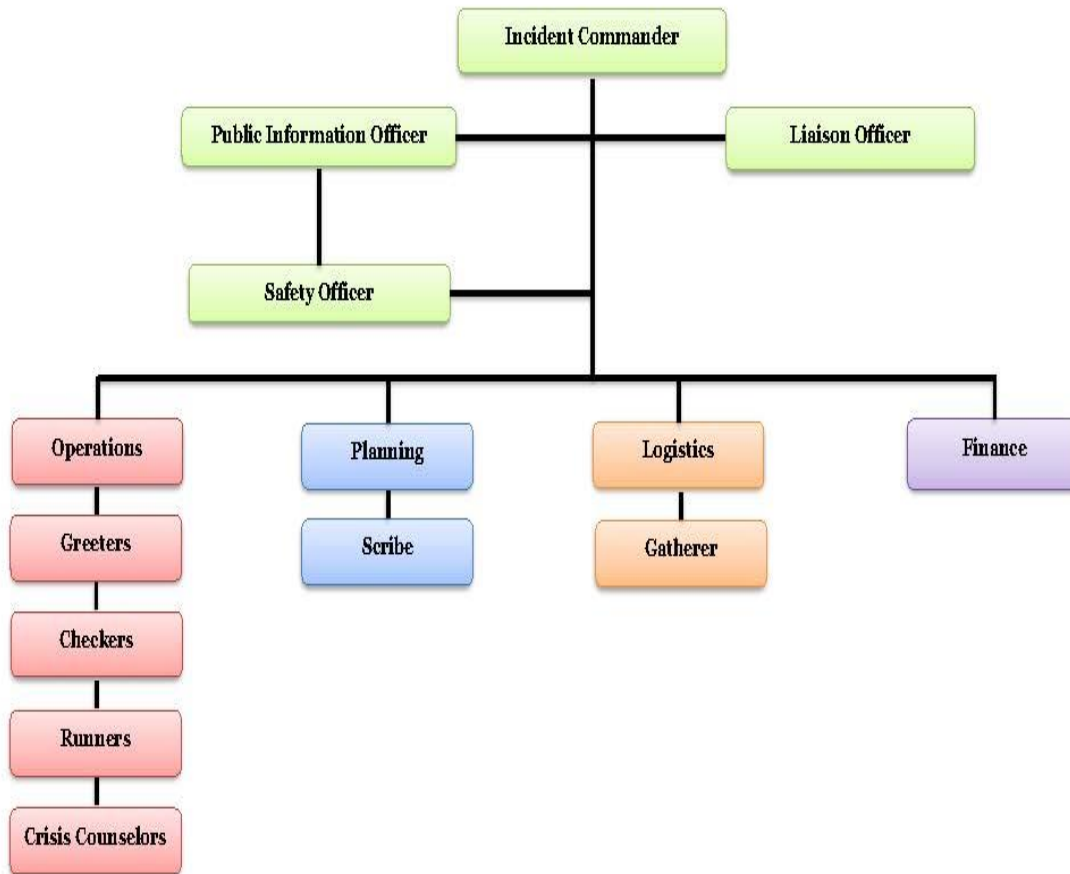 Incident Commander
Public Information Officer
Liaison Officer
Safety Officer
Operations
Planning
Logistics
Finance
Greeters
Scribe
Gatherer
Checkers
Runners
Crisis Counselors